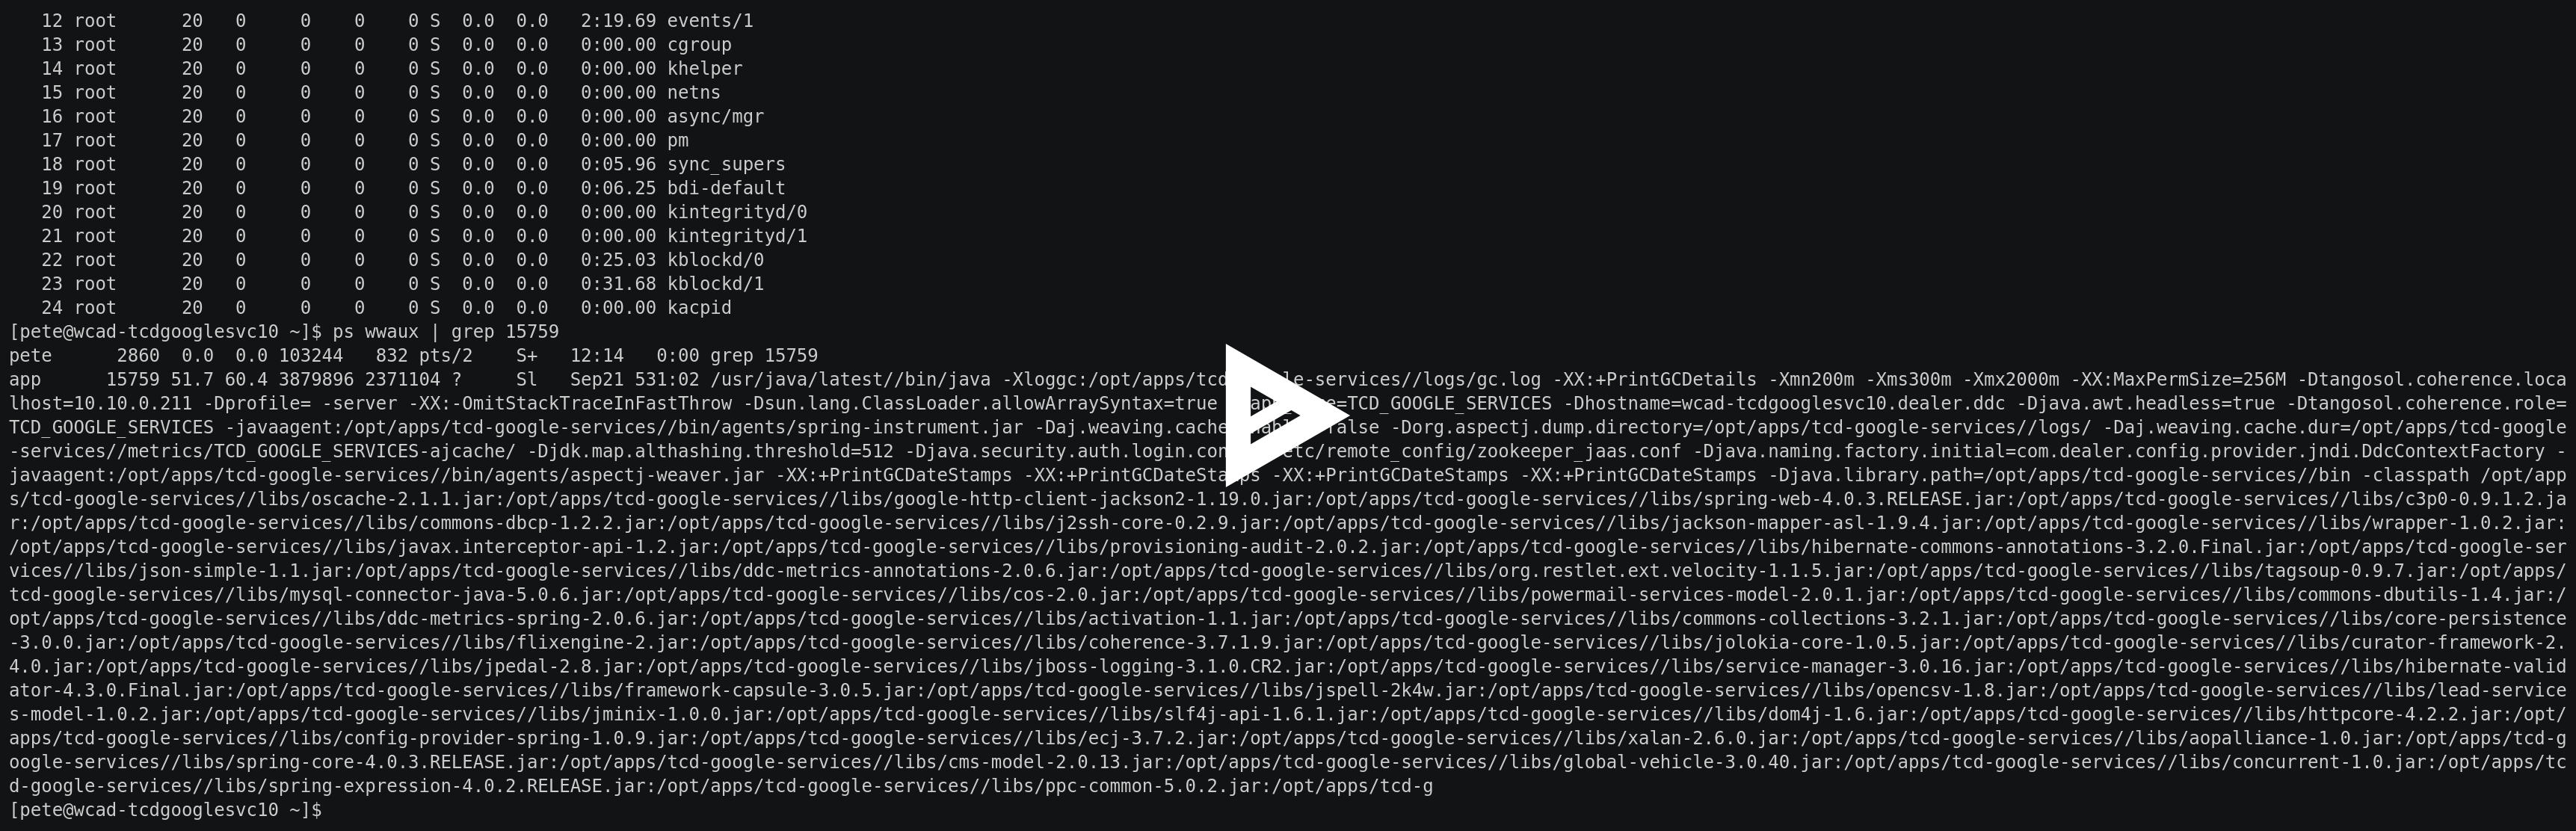 12 root      20   0     0    0    0 S  0.0  0.0   2:19.69 events/1
13 root      20   0     0    0    0 S  0.0  0.0   0:00.00 cgroup
14 root      20   0     0    0    0 S  0.0  0.0   0:00.00 khelper
15 root      20   0     0    0    0 S  0.0  0.0   0:00.00 netns
16 root      20   0     0    0    0 S  0.0  0.0   0:00.00 async/mgr
17 root      20   0     0    0    0 S  0.0  0.0   0:00.00 pm
18 root      20   0     0    0    0 S  0.0  0.0   0:05.96 sync_supers
19 root      20   0     0    0    0 S  0.0  0.0   0:06.25 bdi-default
20 root      20   0     0    0    0 S  0.0  0.0   0:00.00 kintegrityd/0
21 root      20   0     0    0    0 S  0.0  0.0   0:00.00 kintegrityd/1
22 root      20   0     0    0    0 S  0.0  0.0   0:25.03 kblockd/0
23 root      20   0     0    0    0 S  0.0  0.0   0:31.68 kblockd/1
24 root      20   0     0    0    0 S  0.0  0.0   0:00.00 kacpid
[pete@wcad-tcdgooglesvc10 ~]$ ps wwaux | grep 15759
pete      2860  0.0  0.0 103244   832 pts/2    S+   12:14   0:00 grep 15759
app      15759 51.7 60.4 3879896 2371104 ?     Sl   Sep21 531:02 /usr/java/latest//bin/java -Xloggc:/opt/apps/tcd e-services//logs/gc.log -XX:+PrintGCDetails -Xmn200m -Xms300m -Xmx2000m -XX:MaxPermSize=256M -Dtangosol.coherence.loca
lhost=10.10.0.211 -Dprofile= -server -XX:-OmitStackTraceInFastThrow -Dsun.lang.ClassLoader.allowArraySyntax=true =TCD_GOOGLE_SERVICES -Dhostname=wcad-tcdgooglesvc10.dealer.ddc -Djava.awt.headless=true -Dtangosol.coherence.role=
TCD_GOOGLE_SERVICES -javaagent:/opt/apps/tcd-google-services//bin/agents/spring-instrument.jar -Daj.weaving.cache alse -Dorg.aspectj.dump.directory=/opt/apps/tcd-google-services//logs/ -Daj.weaving.cache.dur=/opt/apps/tcd-google
-services//metrics/TCD_GOOGLE_SERVICES-ajcache/ -Djdk.map.althashing.threshold=512 -Djava.security.auth.login.con etc/remote_config/zookeeper_jaas.conf -Djava.naming.factory.initial=com.dealer.config.provider.jndi.DdcContextFactory -
javaagent:/opt/apps/tcd-google-services//bin/agents/aspectj-weaver.jar -XX:+PrintGCDateStamps -XX:+PrintGCDateStamps -XX:+PrintGCDateStamps -XX:+PrintGCDateStamps -Djava.library.path=/opt/apps/tcd-google-services//bin -classpath /opt/app
s/tcd-google-services//libs/oscache-2.1.1.jar:/opt/apps/tcd-google-services//libs/google-http-client-jackson2-1.19.0.jar:/opt/apps/tcd-google-services//libs/spring-web-4.0.3.RELEASE.jar:/opt/apps/tcd-google-services//libs/c3p0-0.9.1.2.ja
r:/opt/apps/tcd-google-services//libs/commons-dbcp-1.2.2.jar:/opt/apps/tcd-google-services//libs/j2ssh-core-0.2.9.jar:/opt/apps/tcd-google-services//libs/jackson-mapper-asl-1.9.4.jar:/opt/apps/tcd-google-services//libs/wrapper-1.0.2.jar:
/opt/apps/tcd-google-services//libs/javax.interceptor-api-1.2.jar:/opt/apps/tcd-google-services//libs/provisioning-audit-2.0.2.jar:/opt/apps/tcd-google-services//libs/hibernate-commons-annotations-3.2.0.Final.jar:/opt/apps/tcd-google-ser
vices//libs/json-simple-1.1.jar:/opt/apps/tcd-google-services//libs/ddc-metrics-annotations-2.0.6.jar:/opt/apps/tcd-google-services//libs/org.restlet.ext.velocity-1.1.5.jar:/opt/apps/tcd-google-services//libs/tagsoup-0.9.7.jar:/opt/apps/
tcd-google-services//libs/mysql-connector-java-5.0.6.jar:/opt/apps/tcd-google-services//libs/cos-2.0.jar:/opt/apps/tcd-google-services//libs/powermail-services-model-2.0.1.jar:/opt/apps/tcd-google-services//libs/commons-dbutils-1.4.jar:/
opt/apps/tcd-google-services//libs/ddc-metrics-spring-2.0.6.jar:/opt/apps/tcd-google-services//libs/activation-1.1.jar:/opt/apps/tcd-google-services//libs/commons-collections-3.2.1.jar:/opt/apps/tcd-google-services//libs/core-persistence
-3.0.0.jar:/opt/apps/tcd-google-services//libs/flixengine-2.jar:/opt/apps/tcd-google-services//libs/coherence-3.7.1.9.jar:/opt/apps/tcd-google-services//libs/jolokia-core-1.0.5.jar:/opt/apps/tcd-google-services//libs/curator-framework-2.
4.0.jar:/opt/apps/tcd-google-services//libs/jpedal-2.8.jar:/opt/apps/tcd-google-services//libs/jboss-logging-3.1.0.CR2.jar:/opt/apps/tcd-google-services//libs/service-manager-3.0.16.jar:/opt/apps/tcd-google-services//libs/hibernate-valid
ator-4.3.0.Final.jar:/opt/apps/tcd-google-services//libs/framework-capsule-3.0.5.jar:/opt/apps/tcd-google-services//libs/jspell-2k4w.jar:/opt/apps/tcd-google-services//libs/opencsv-1.8.jar:/opt/apps/tcd-google-services//libs/lead-service
s-model-1.0.2.jar:/opt/apps/tcd-google-services//libs/jminix-1.0.0.jar:/opt/apps/tcd-google-services//libs/slf4j-api-1.6.1.jar:/opt/apps/tcd-google-services//libs/dom4j-1.6.jar:/opt/apps/tcd-google-services//libs/httpcore-4.2.2.jar:/opt/
apps/tcd-google-services//libs/config-provider-spring-1.0.9.jar:/opt/apps/tcd-google-services//libs/ecj-3.7.2.jar:/opt/apps/tcd-google-services//libs/xalan-2.6.0.jar:/opt/apps/tcd-google-services//libs/aopalliance-1.0.jar:/opt/apps/tcd-g
oogle-services//libs/spring-core-4.0.3.RELEASE.jar:/opt/apps/tcd-google-services//libs/cms-model-2.0.13.jar:/opt/apps/tcd-google-services//libs/global-vehicle-3.0.40.jar:/opt/apps/tcd-google-services//libs/concurrent-1.0.jar:/opt/apps/tc
d-google-services//libs/spring-expression-4.0.2.RELEASE.jar:/opt/apps/tcd-google-services//libs/ppc-common-5.0.2.jar:/opt/apps/tcd-g
[pete@wcad-tcdgooglesvc10 ~]$